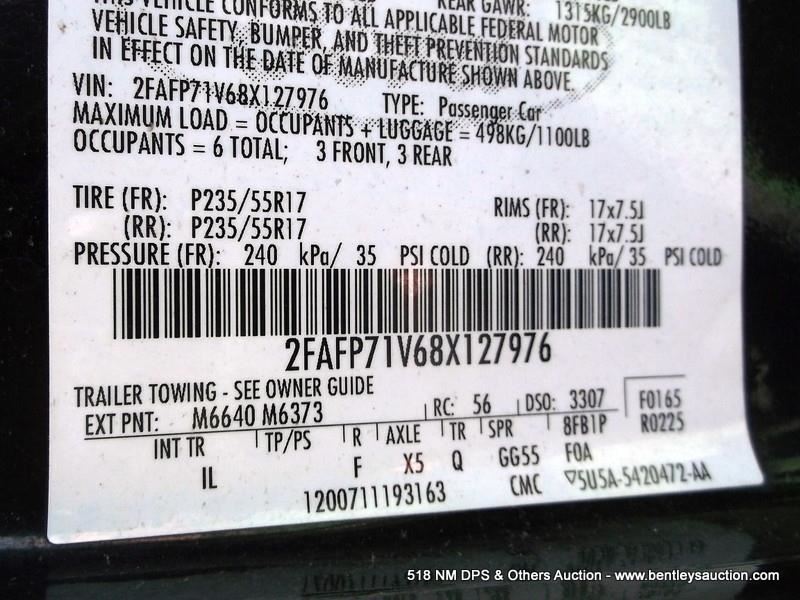 REAR GAWR: 1315KG/2900LB
THIS VEHICLE CONFORMS TO ALL APPLICABLE FEDERAL MOTOR
VEHICLE SAFETY, BUMPER, AND THEFT PREVENTION STANDARDS
IN EFFECT ON THE DATE OF MANUFACTURE SHOWN ABOVE.
VIN: 2FAFP71V68X127976 TYPE: Passenger Car
MAXIMUM LOAD = OCCUPANTS + LUGGAGE = 498KG/1100LB
OCCUPANTS = 6 TOTAL; 3 FRONT, 3 REAR
TIRE (FR): P235/55R17 RIMS (FR): 17x7.5J
(RR): P235/55R17 (RR): 17x7.5J
PRESSURE (FR): 240 kPa/ 35 PSI COLD (RR): 240 kPa/ 35 PSI COLD
2FAFP71V68X127976
TRAILER TOWING - SEE OWNER GUIDE
EXT PNT: M6640 M6373 RC: 56 DSO: 3307 F0165
INT TR TP/PS R AXLE TR SPR 8FB1P R0225
IL F X5 Q GG55 FOA
1200711193163 CMC ▽5U5A-5420472-AA
518 NM DPS & Others Auction - www.bentleysauction.com